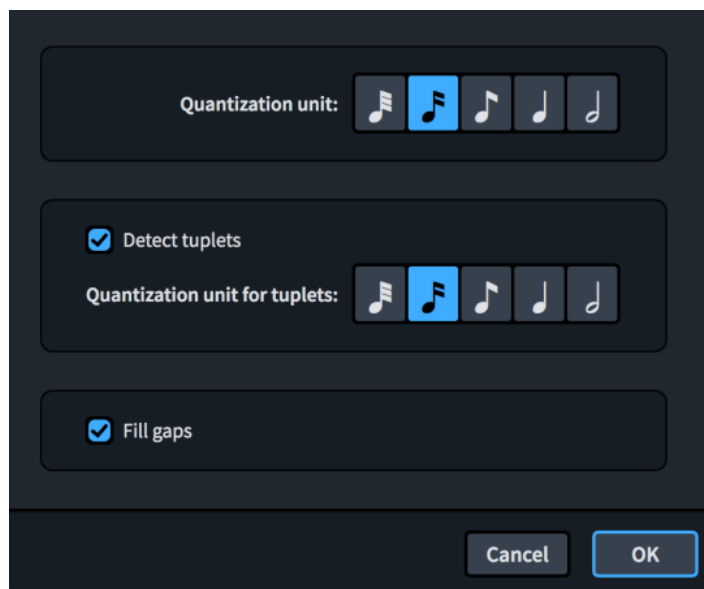 Quantization unit:
Detect tuplets
Quantization unit for tuplets:
Fill gaps
Cancel OK